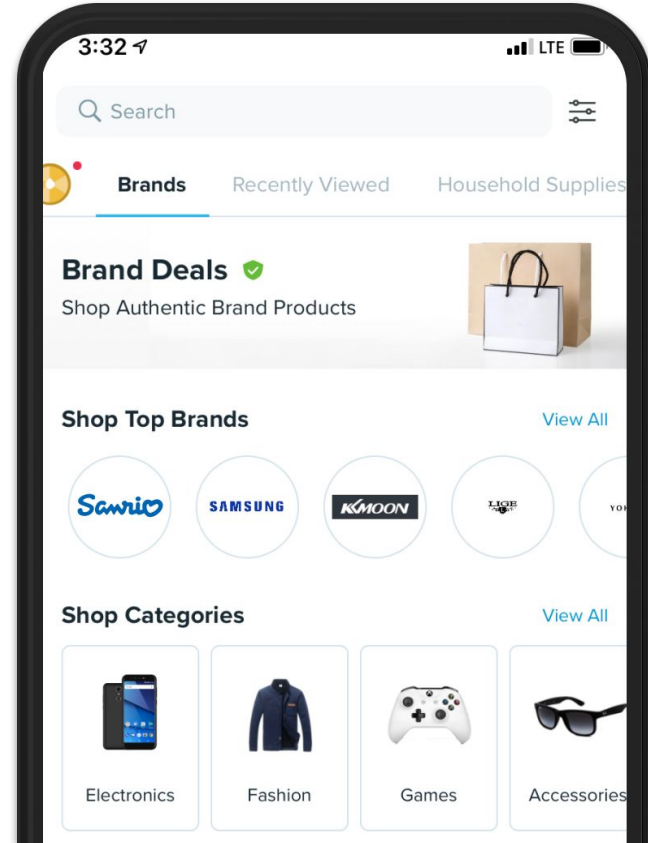 3:32
LTE
Search
Brands
Recently Viewed
Household Supplies
Brand Deals
Shop Authentic Brand Products
Shop Top Brands
View All
Sanrio
SAMSUNG
KKMOON
LIGE
Shop Categories
View All
Electronics
Fashion
Games
Accessories